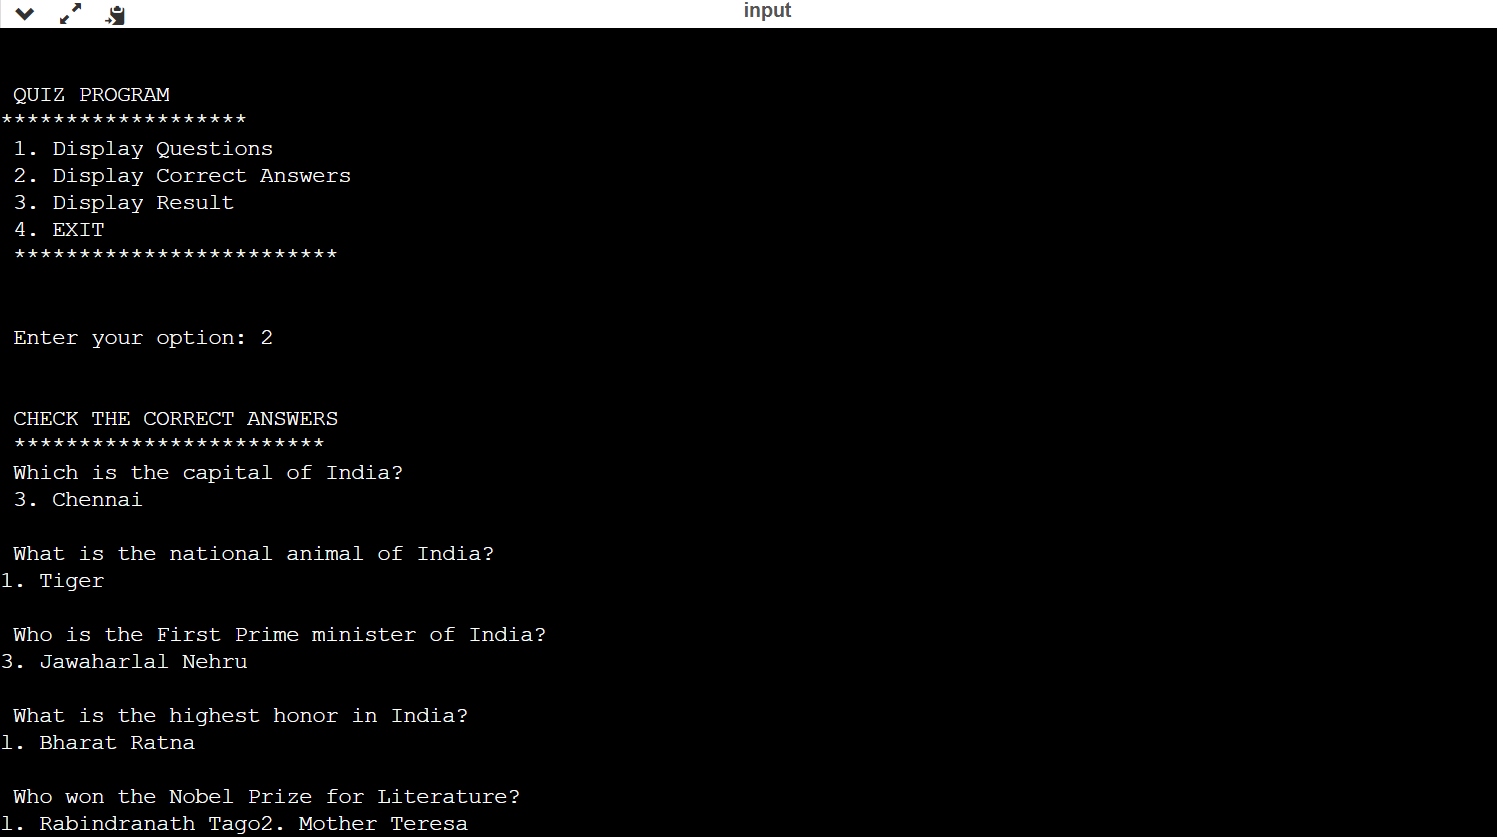 input
QUIZ PROGRAM
*******************
1. Display Questions
2. Display Correct Answers
3. Display Result
4. EXIT
*************************
Enter your option: 2
CHECK THE CORRECT ANSWERS
************************
Which is the capital of India?
3. Chennai
What is the national animal of India?
1. Tiger
Who is the First Prime minister of India?
3. Jawaharlal Nehru
What is the highest honor in India?
1. Bharat Ratna
Who won the Nobel Prize for Literature?
1. Rabindranath Tago2. Mother Teresa